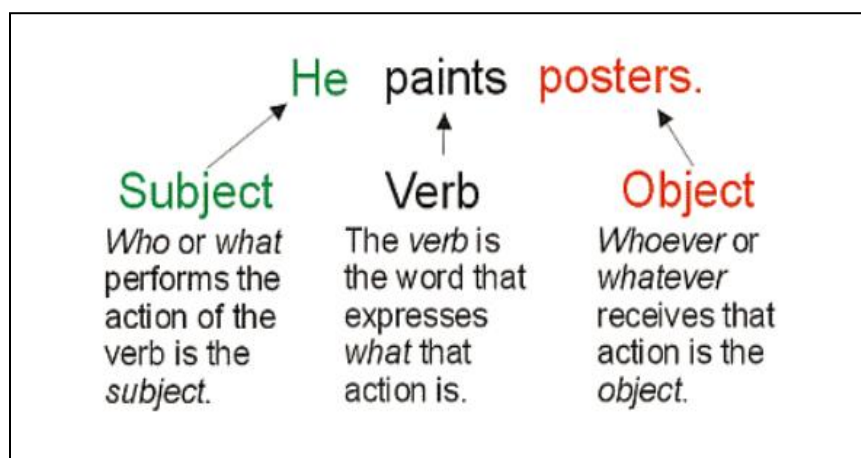 He paints posters.
Subject Verb Object
Who or what
performs the
action of the
verb is the
subject.
The verb is
the word that
expresses
what that
action is.
Whoever or
whatever
receives that
action is the
object.